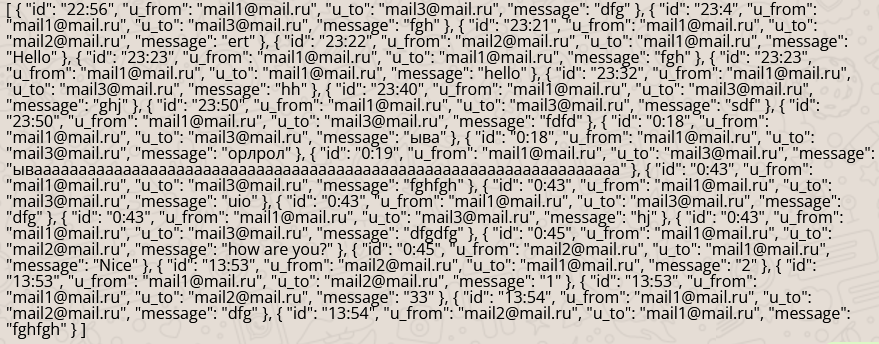 [ { "id": "22:56", "u_from": "mail1@mail.ru", "u_to": "mail3@mail.ru", "message": "dfg" }, { "id": "23:4", "u_from":
"mail1@mail.ru", "u_to": "mail3@mail.ru", "message": "fgh" }, { "id": "23:21", "u_from": "mail1@mail.ru", "u_to":
"mail2@mail.ru", "message": "ert" }, { "id": "23:22", "u_from": "mail2@mail.ru", "u_to": "mail1@mail.ru", "message":
"Hello" }, { "id": "23:23", "u_from": "mail1@mail.ru", "u_to": "mail1@mail.ru", "message": "fgh" }, { "id": "23:23",
"u_from": "mail1@mail.ru", "u_to": "mail1@mail.ru", "message": "hello" }, { "id": "23:32", "u_from": "mail1@mail.ru",
"u_to": "mail3@mail.ru", "message": "hh" }, { "id": "23:40", "u_from": "mail1@mail.ru", "u_to": "mail3@mail.ru",
"message": "ghj" }, { "id": "23:50", "u_from": "mail1@mail.ru", "u_to": "mail3@mail.ru", "message": "sdf" }, { "id":
"23:50", "u_from": "mail1@mail.ru", "u_to": "mail3@mail.ru", "message": "fdfd" }, { "id": "0:18", "u_from":
"mail1@mail.ru", "u_to": "mail3@mail.ru", "message": "ыва" }, { "id": "0:18", "u_from": "mail1@mail.ru", "u_to":
"mail3@mail.ru", "message": "орлрол" }, { "id": "0:19", "u_from": "mail1@mail.ru", "u_to": "mail3@mail.ru", "message":
"ываааааааааааааааааааааааааааааааааааааааааааааааааааааааааааааааааааа" }, { "id": "0:43", "u_from":
"mail1@mail.ru", "u_to": "mail3@mail.ru", "message": "fghfgh" }, { "id": "0:43", "u_from": "mail1@mail.ru", "u_to":
"mail3@mail.ru", "message": "uio" }, { "id": "0:43", "u_from": "mail1@mail.ru", "u_to": "mail3@mail.ru", "message":
"dfg" }, { "id": "0:43", "u_from": "mail1@mail.ru", "u_to": "mail3@mail.ru", "message": "hj" }, { "id": "0:43", "u_from":
"mail1@mail.ru", "u_to": "mail3@mail.ru", "message": "dfgdfg" }, { "id": "0:45", "u_from": "mail1@mail.ru", "u_to":
"mail2@mail.ru", "message": "how are you?" }, { "id": "0:45", "u_from": "mail2@mail.ru", "u_to": "mail1@mail.ru",
"message": "Nice" }, { "id": "13:53", "u_from": "mail2@mail.ru", "u_to": "mail1@mail.ru", "message": "2" }, { "id":
"13:53", "u_from": "mail1@mail.ru", "u_to": "mail2@mail.ru", "message": "1" }, { "id": "13:53", "u_from":
"mail1@mail.ru", "u_to": "mail2@mail.ru", "message": "33" }, { "id": "13:54", "u_from": "mail1@mail.ru", "u_to":
"mail2@mail.ru", "message": "dfg" }, { "id": "13:54", "u_from": "mail2@mail.ru", "u_to": "mail1@mail.ru", "message":
"fghfgh" } ]